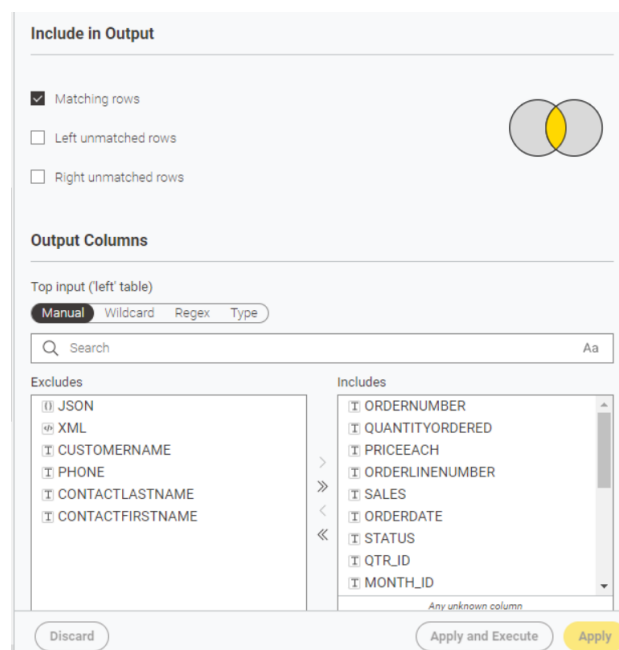 Include in Output
Matching rows
Left unmatched rows
Right unmatched rows
Output Columns
Top input ('left' table)
Manual Wildcard Regex Type
Search Aa
Excludes
{} JSON
</> XML
T CUSTOMERNAME
T PHONE
T CONTACTLASTNAME
T CONTACTFIRSTNAME
Includes
T ORDERNUMBER
T QUANTITYORDERED
T PRICEEACH
T ORDERLINENUMBER
T SALES
T ORDERDATE
T STATUS
T QTR_ID
T MONTH_ID
Any unknown column
Discard Apply and Execute Apply